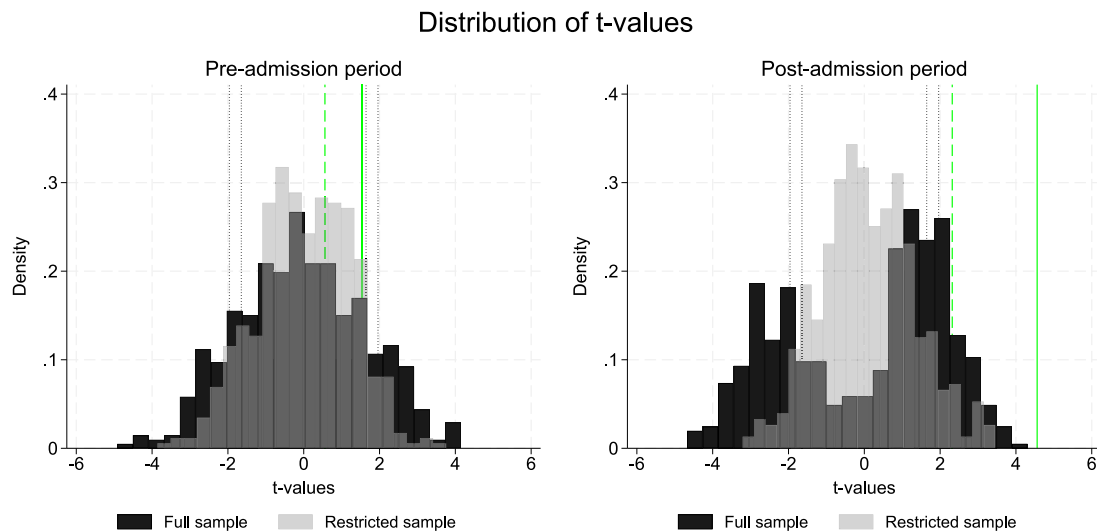 Distribution of t-values
Pre-admission period
.4
.3
.2
.1
0
Density
-6 -4 -2 0 2 4 6
t-values
Full sample Restricted sample
Post-admission period
.4
.3
.2
.1
0
Density
-6 -4 -2 0 2 4 6
t-values
Full sample Restricted sample